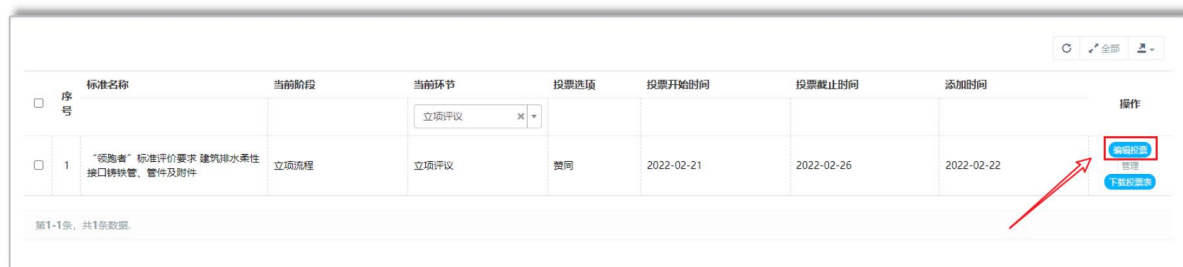 全部
序号
标准名称
当前阶段
当前环节
投票选项
投票开始时间
投票截止时间
添加时间
操作
立项评议
1
“领跑者”标准评价要求 建筑排水柔性
接口铸铁管、管件及附件
立项流程
立项评议
赞同
2022-02-21
2022-02-26
2022-02-22
编辑投票
管理
下载投票表
第1-1条，共1条数据.